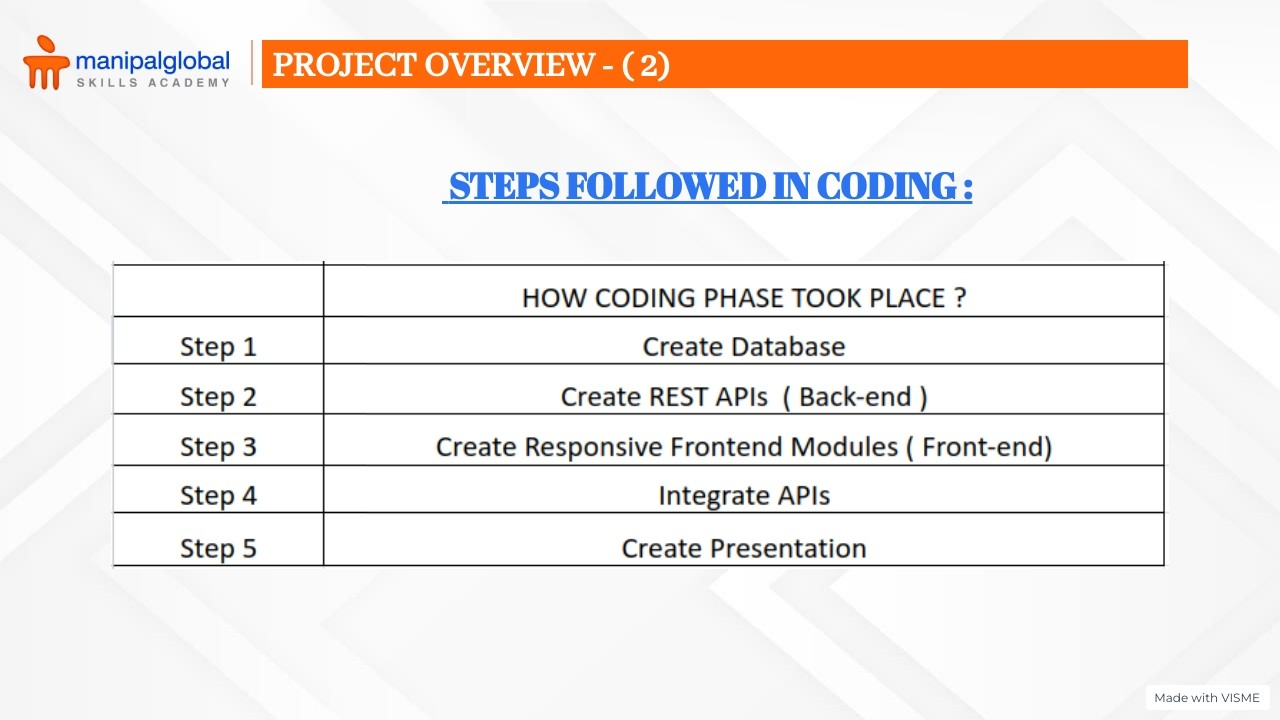 manipalglobal
SKILLS ACADEMY
PROJECT OVERVIEW - ( 2)
STEPS FOLLOWED IN CODING :
HOW CODING PHASE TOOK PLACE ?
Step 1 Create Database
Step 2 Create REST APIs ( Back-end )
Step 3 Create Responsive Frontend Modules ( Front-end)
Step 4 Integrate APIs
Step 5 Create Presentation
Made with VISME